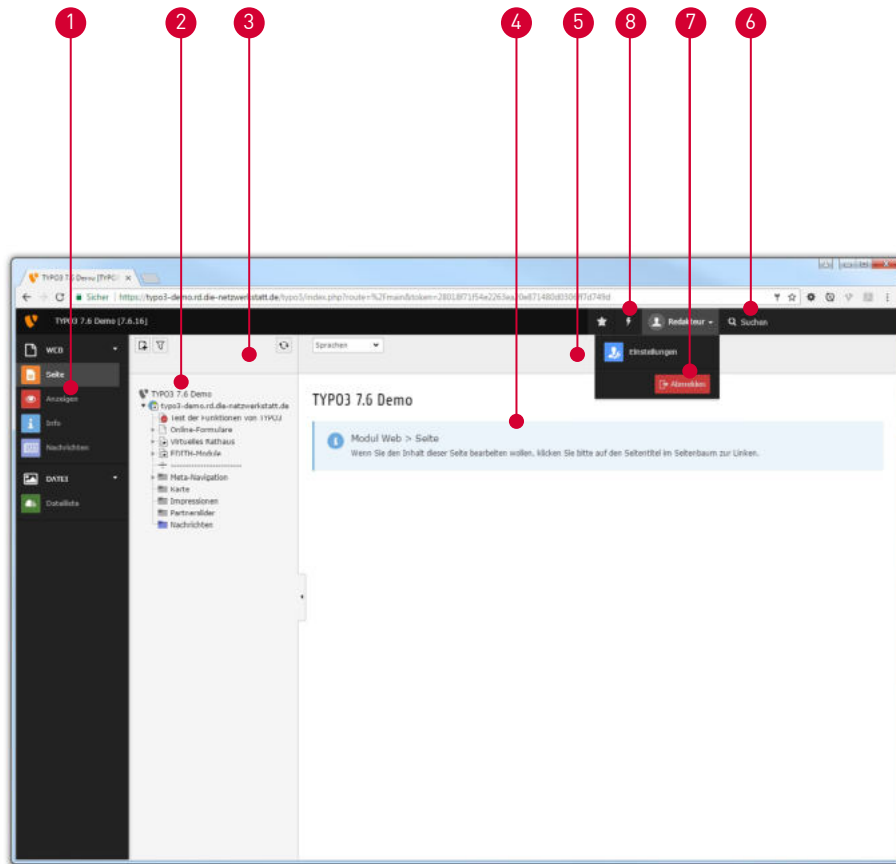 1 2 3 4 5 8 7 6
TYPO3 7.6 Demo [TYPO3
Sicher https://typo3-demo.rd.die-netzwerkstatt.de/typo3/index.php?route=%2Fmain&token=
TYPO3 7.6 Demo [7.6.16]
Redakteur
Suchen
WEB
Seite
Anzeigen
Info
Nachrichten
DATEI
Dateiliste
TYPO3 7.6 Demo
typo3-demo.rd.die-netzwerkstatt.de
Test der Funktionen von TYPO3
Online-Formulare
Virtuelles Rathaus
EDITH-Module
------------------------
Meta-Navigation
Karte
Impressionen
Partnerslider
Nachrichten
Sprachen
Einstellungen
Abmelden
TYPO3 7.6 Demo
Modul Web > Seite
Wenn Sie den Inhalt dieser Seite bearbeiten wollen, klicken Sie bitte auf den Seitentitel im Seitenbaum zur Linken.